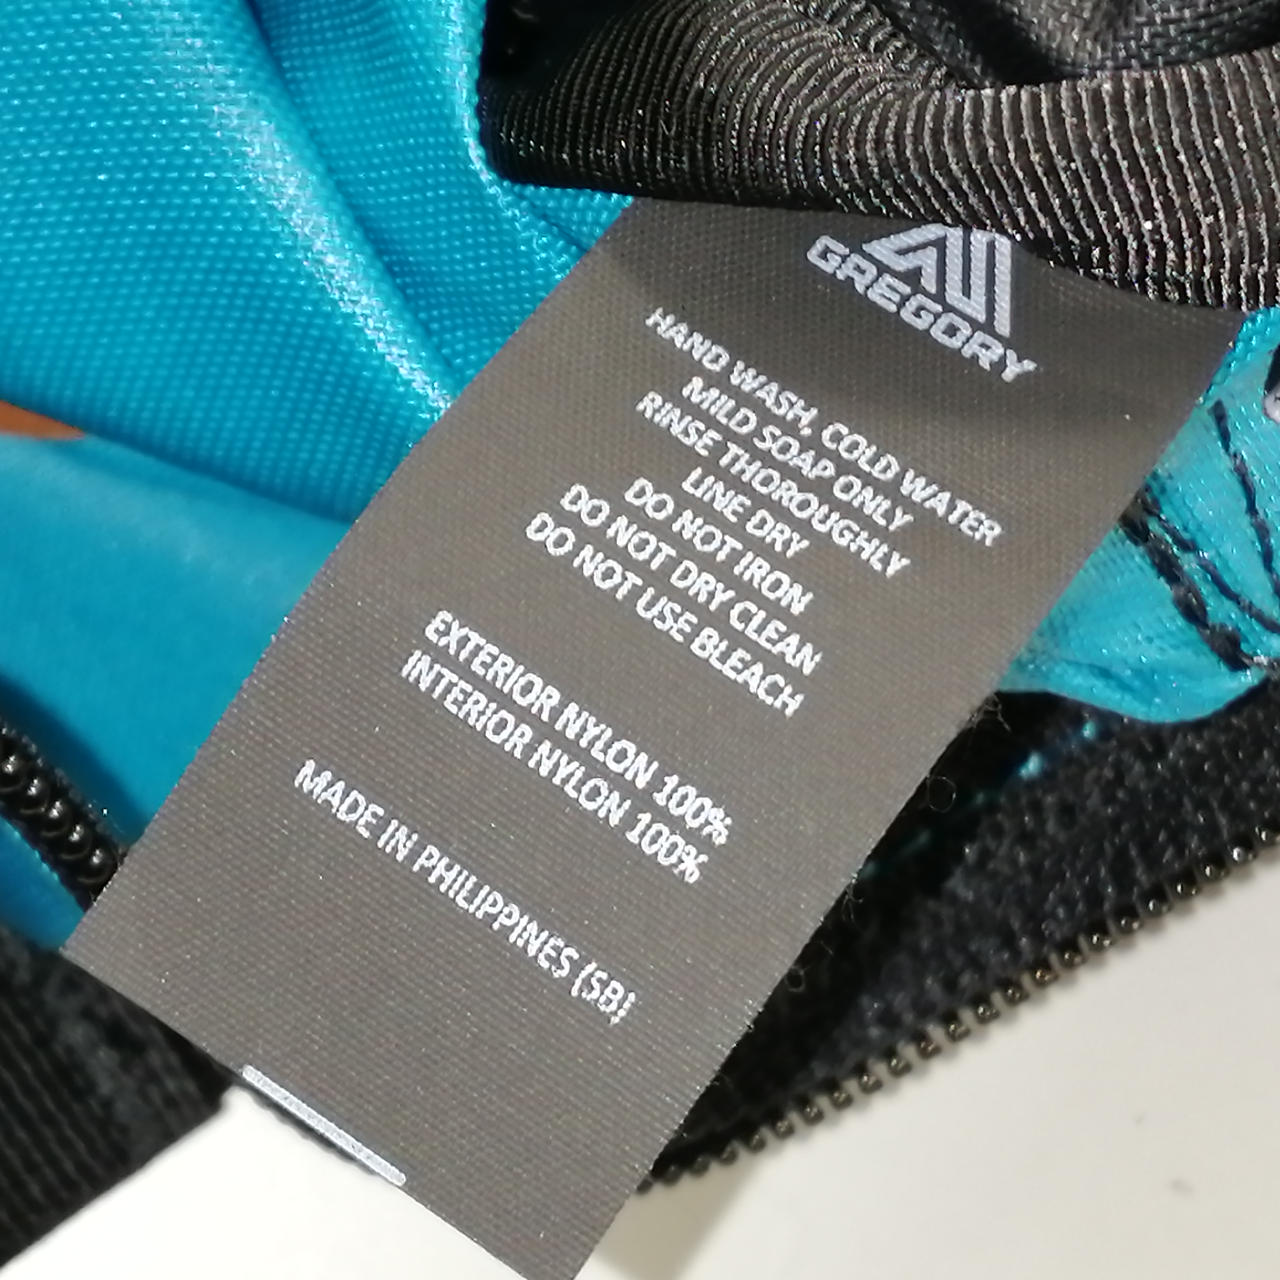 GREGORY
HAND WASH, COLD WATER
MILD SOAP ONLY
RINSE THOROUGHLY
LINE DRY
DO NOT IRON
DO NOT DRY CLEAN
DO NOT USE BLEACH
EXTERIOR NYLON 100%
INTERIOR NYLON 100%
MADE IN PHILIPPINES (SB)